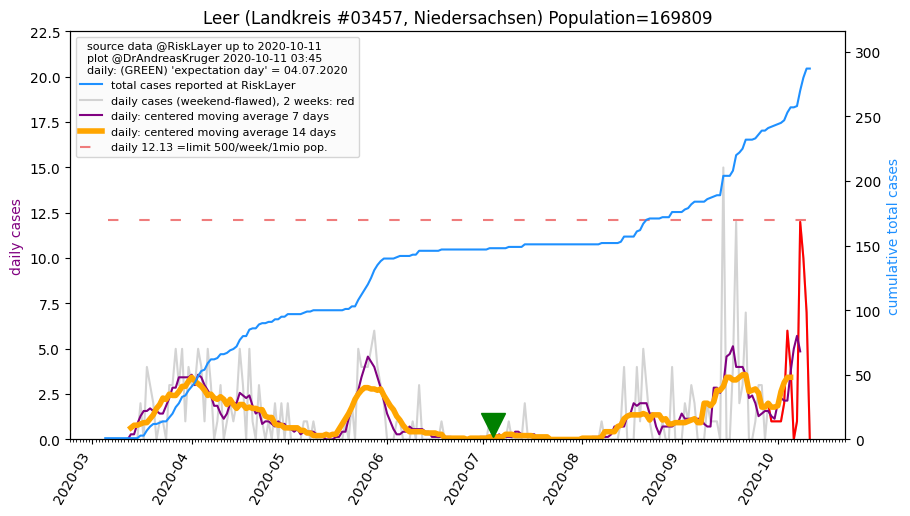 Leer (Landkreis #03457, Niedersachsen) Population=169809
source data @RiskLayer up to 2020-10-11
plot @DrAndreasKruger 2020-10-11 03:45
daily: (GREEN) 'expectation day' = 04.07.2020
total cases reported at RiskLayer
daily cases (weekend-flawed), 2 weeks: red
daily: centered moving average 7 days
daily: centered moving average 14 days
daily 12.13 =limit 500/week/1mio pop.
daily cases
22.5
20.0
17.5
15.0
12.5
10.0
7.5
5.0
2.5
0.0
300
250
200
150
100
50
0
cumulative total cases
2020-03
2020-04
2020-05
2020-06
2020-07
2020-08
2020-09
2020-10